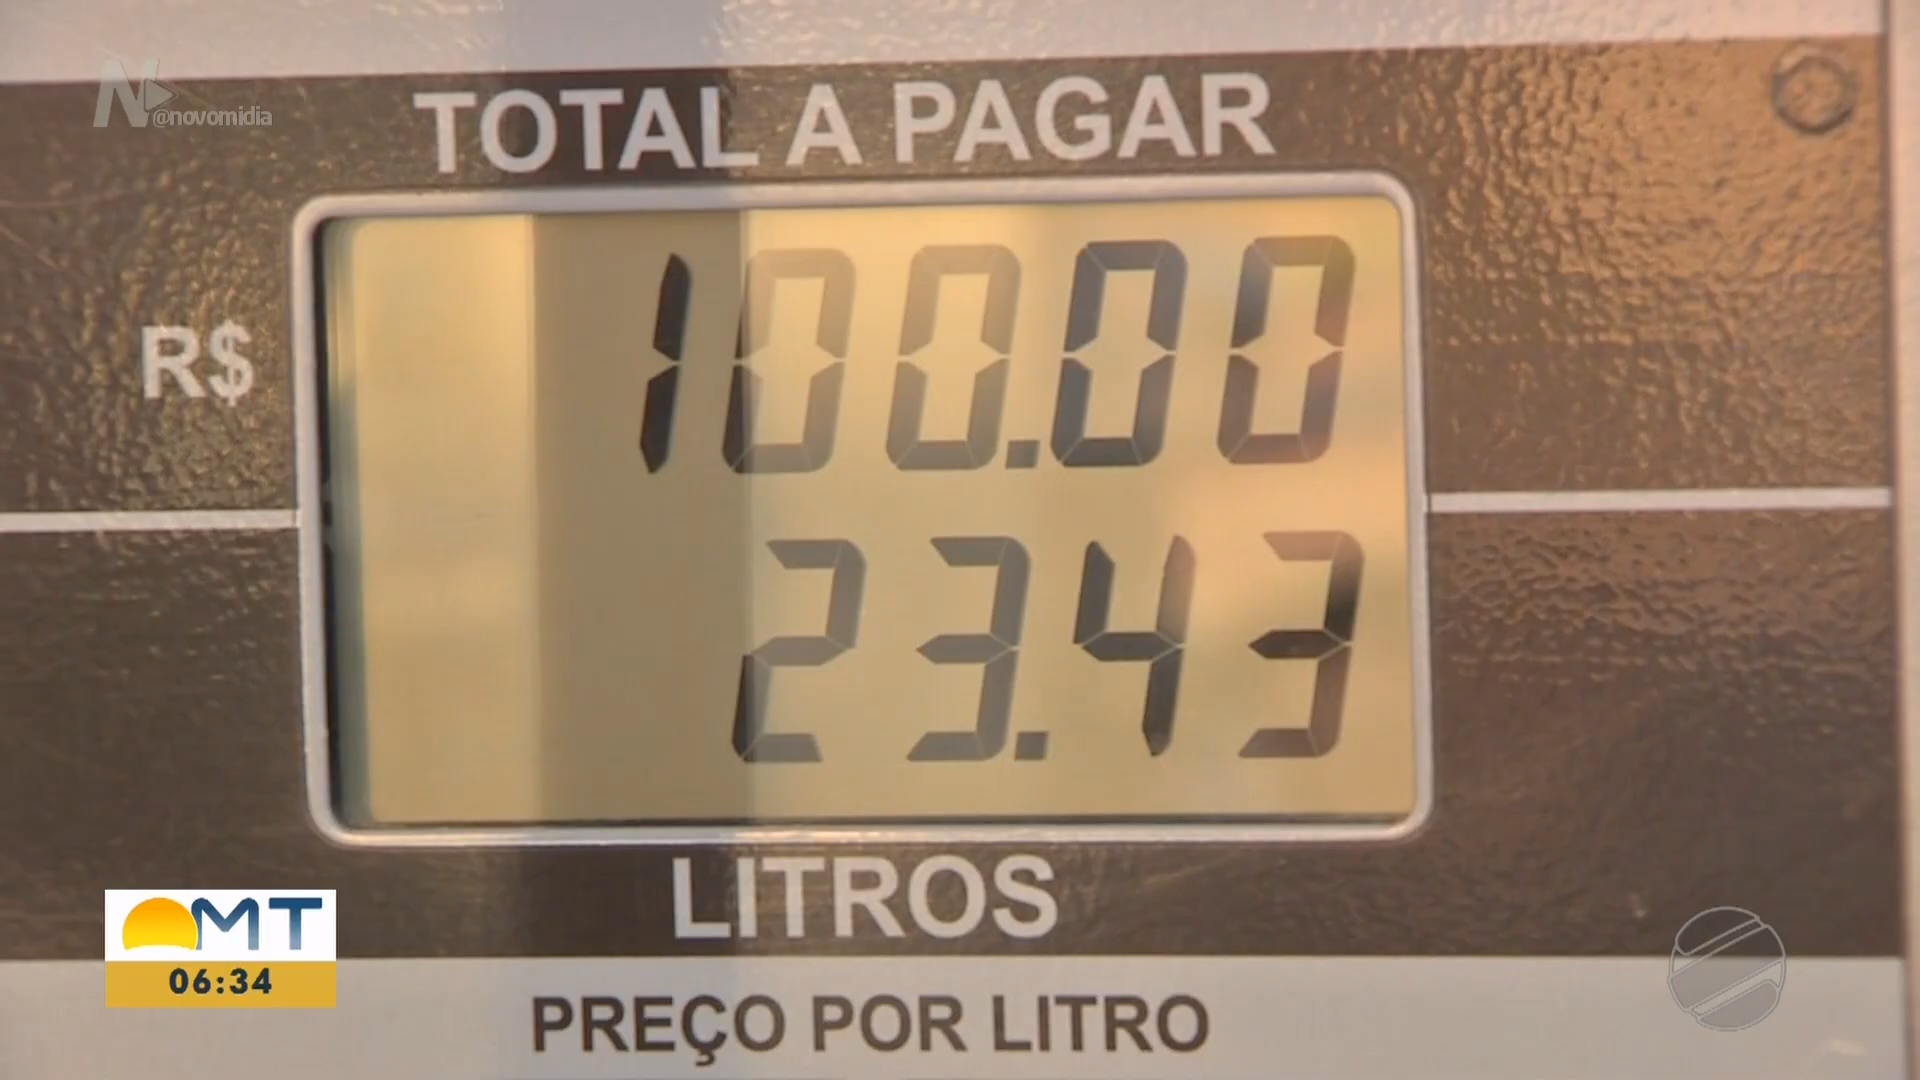 N @novomidia
TOTAL A PAGAR
R$ 100.00
23.43
LITROS
MT
06:34
PREÇO POR LITRO